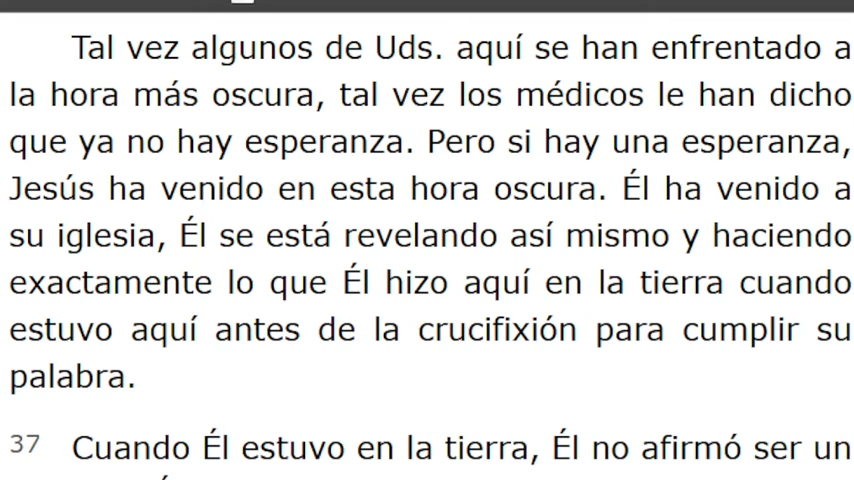 Tal vez algunos de Uds. aquí se han enfrentado a
la hora más oscura, tal vez los médicos le han dicho
que ya no hay esperanza. Pero si hay una esperanza,
Jesús ha venido en esta hora oscura. Él ha venido a
su iglesia, Él se está revelando así mismo y haciendo
exactamente lo que Él hizo aquí en la tierra cuando
estuvo aquí antes de la crucifixión para cumplir su
palabra.
37 Cuando Él estuvo en la tierra, Él no afirmó ser un